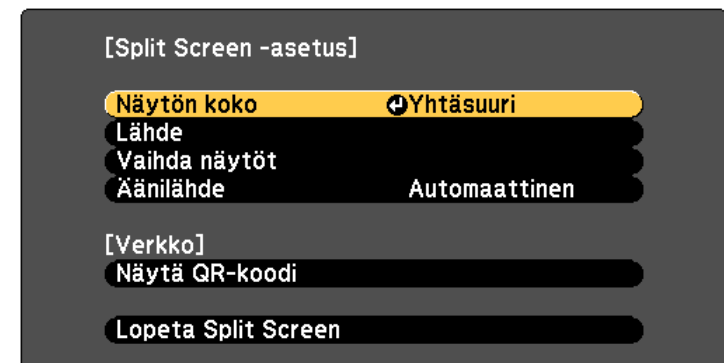 [Split Screen -asetus]
Näytön koko Yhtäsuuri
Lähde
Vaihda näytöt
Äänilähde Automaattinen
[Verkko]
Näytä QR-koodi
Lopeta Split Screen